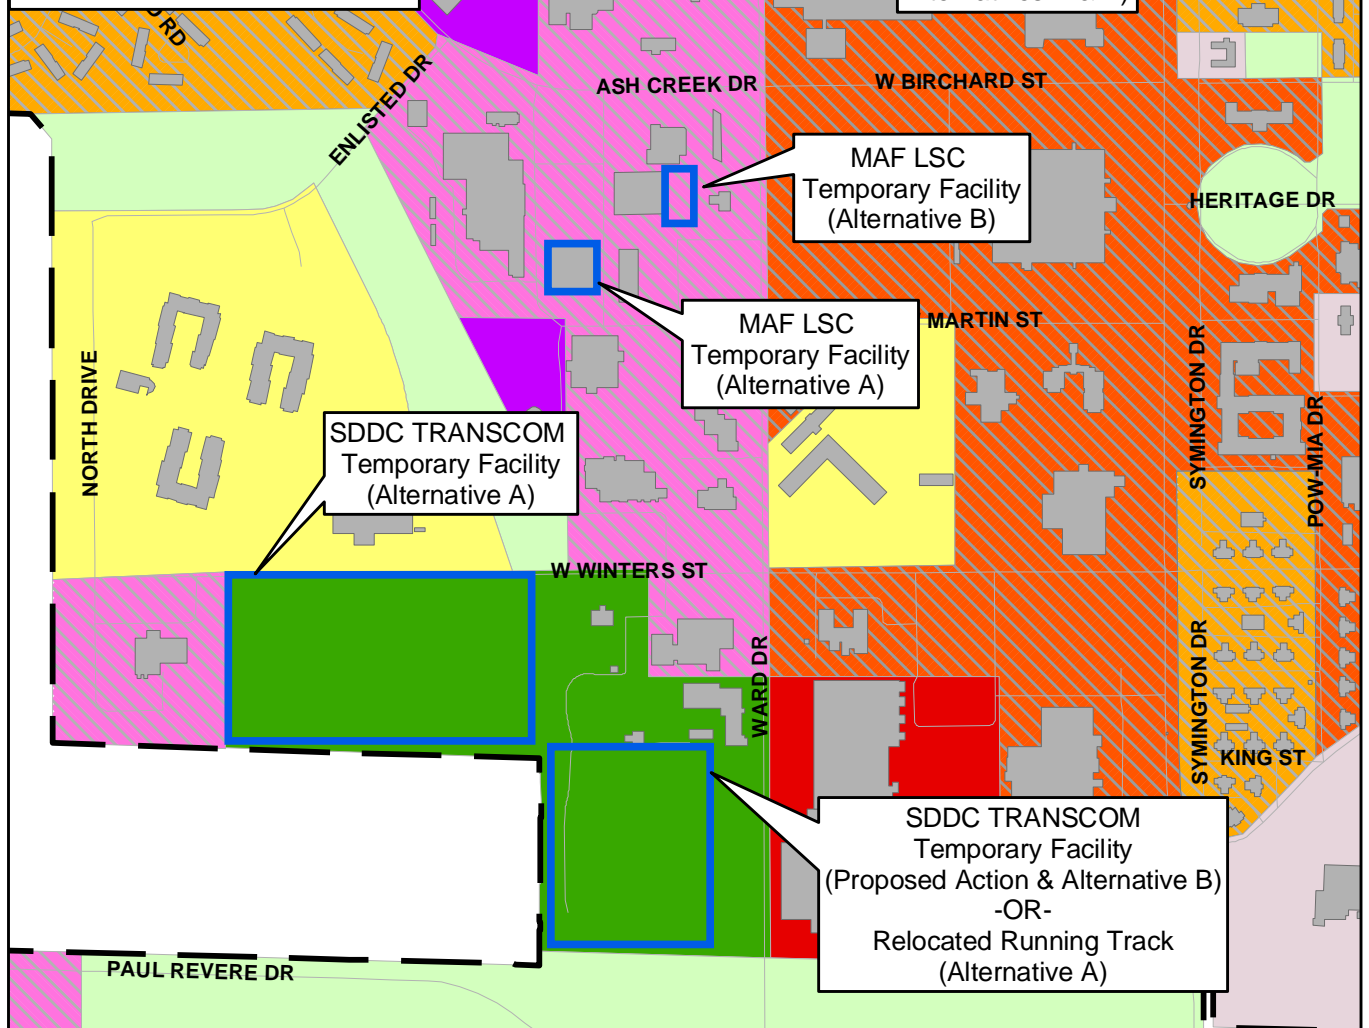 RD
ENLISTED DR
ASH CREEK DR
W BIRCHARD ST
MAF LSC
Temporary Facility
(Alternative B)
HERITAGE DR
MAF LSC
Temporary Facility
(Alternative A)
MARTIN ST
NORTH DRIVE
SYMINGTON DR
POW-MIA DR
SDDC TRANSCOM
Temporary Facility
(Alternative A)
W WINTERS ST
WARD DR
SYMINGTON DR
KING ST
SDDC TRANSCOM
Temporary Facility
(Proposed Action & Alternative B)
-OR-
Relocated Running Track
(Alternative A)
PAUL REVERE DR